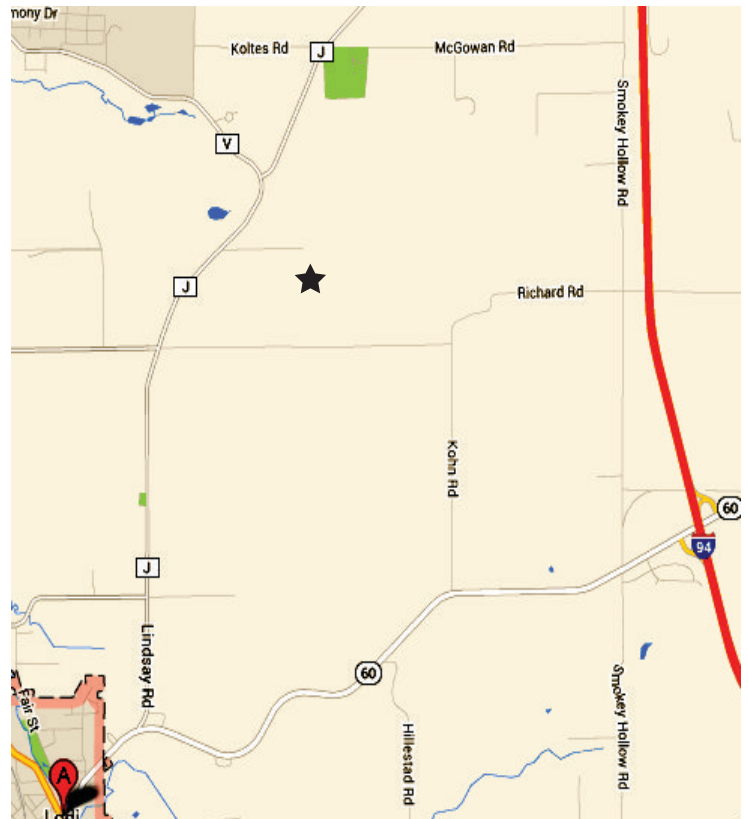 mony Dr
Koltes Rd
J
McGowan Rd
Smokey Hollow Rd
V
J
Richard Rd
Kohn Rd
60
94
J
Lindsay Rd
60
Fair St
Hillestad Rd
Smokey Hollow Rd
A
Lodi